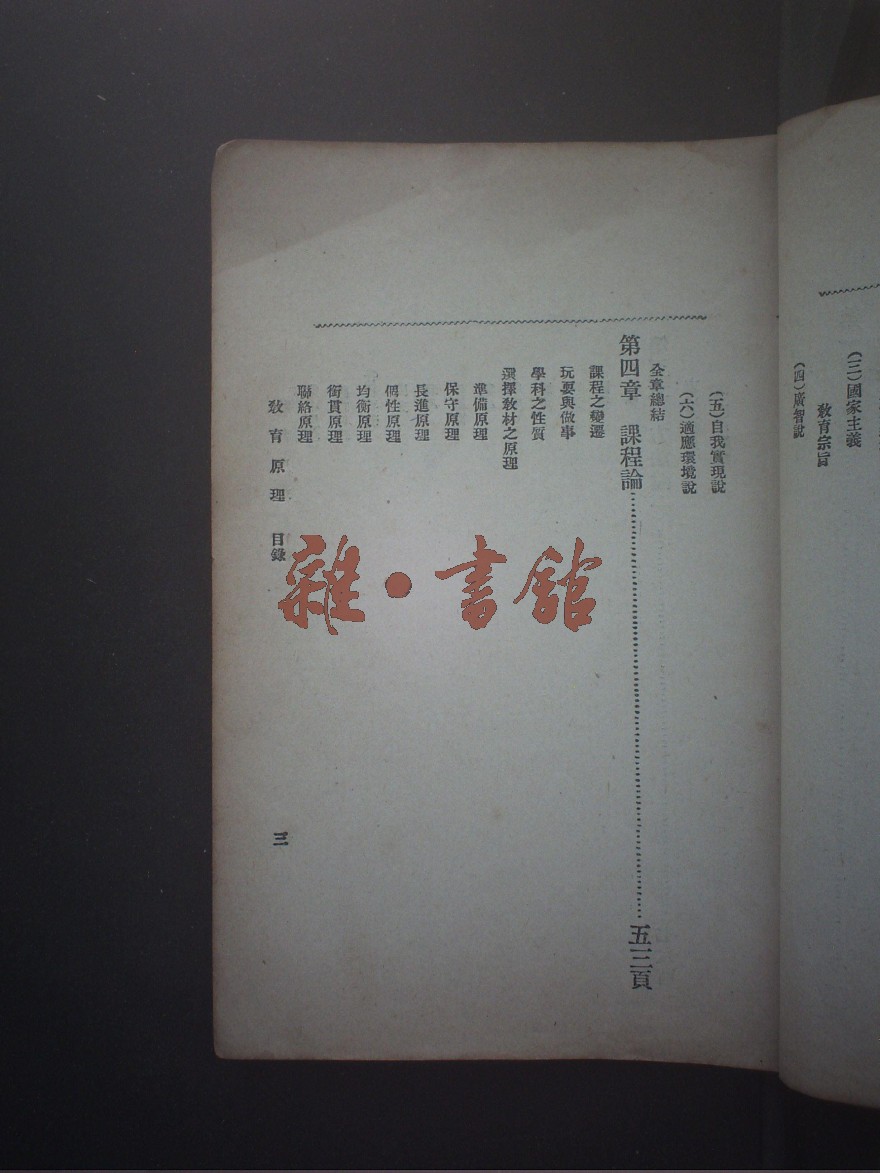 （三）國家主義
教育宗旨
（四）廣智說
（五）自我實現說
（六）適應環境說
全章總結
第四章　課程論……五三頁
課程之變遷
玩耍與做事
學科之性質
選擇教材之原理
準備原理
保守原理
長進原理
個性原理
均衡原理
銜貫原理
聯絡原理
教育原理　目錄
三
雜·書館